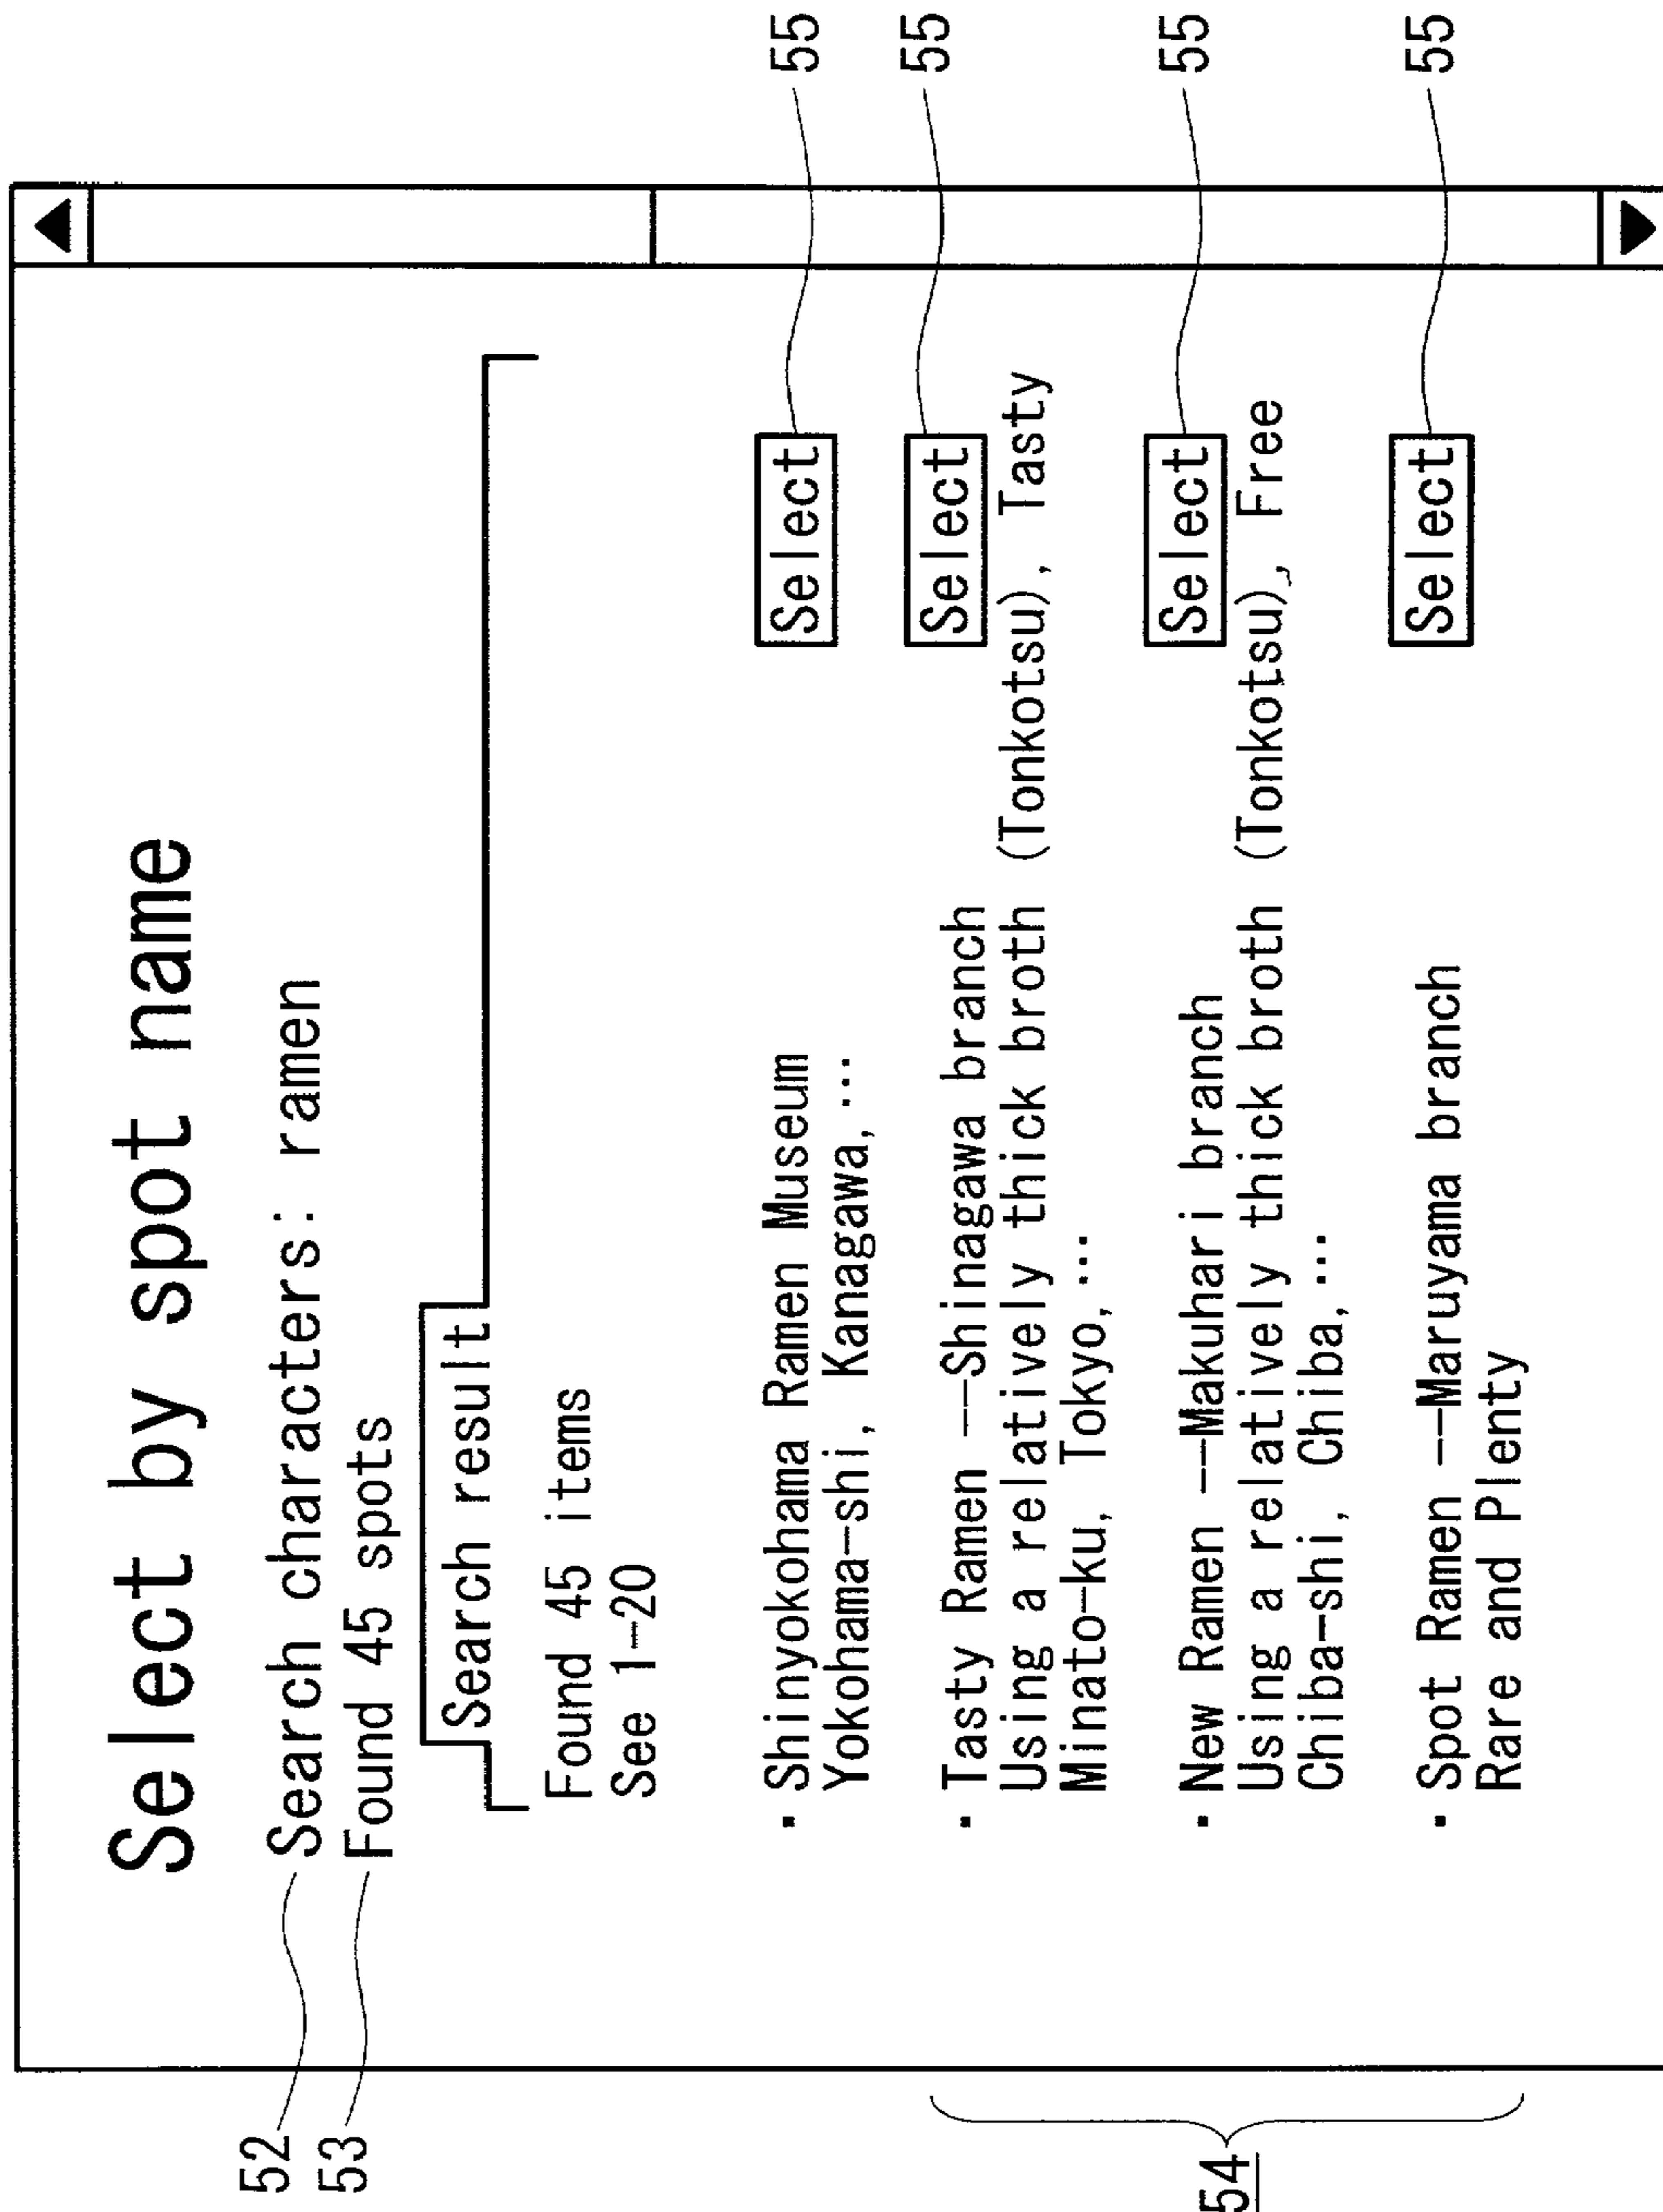 Select by spot name
52 Search characters: ramen
53 Found 45 spots
Search result
Found 45 items
See 1-20
・Shinyokohama Ramen Museum Select 55
Yokohama-shi, Kanagawa, ...
・Tasty Ramen --Shinagawa branch Select 55
Using a relatively thick broth (Tonkotsu), Tasty
Minato-ku, Tokyo, ...
・New Ramen --Makuhari branch Select 55
Using a relatively thick broth (Tonkotsu), Free
Chiba-shi, Chiba, ...
・Spot Ramen --Maruyama branch Select 55
Rare and Plenty
54